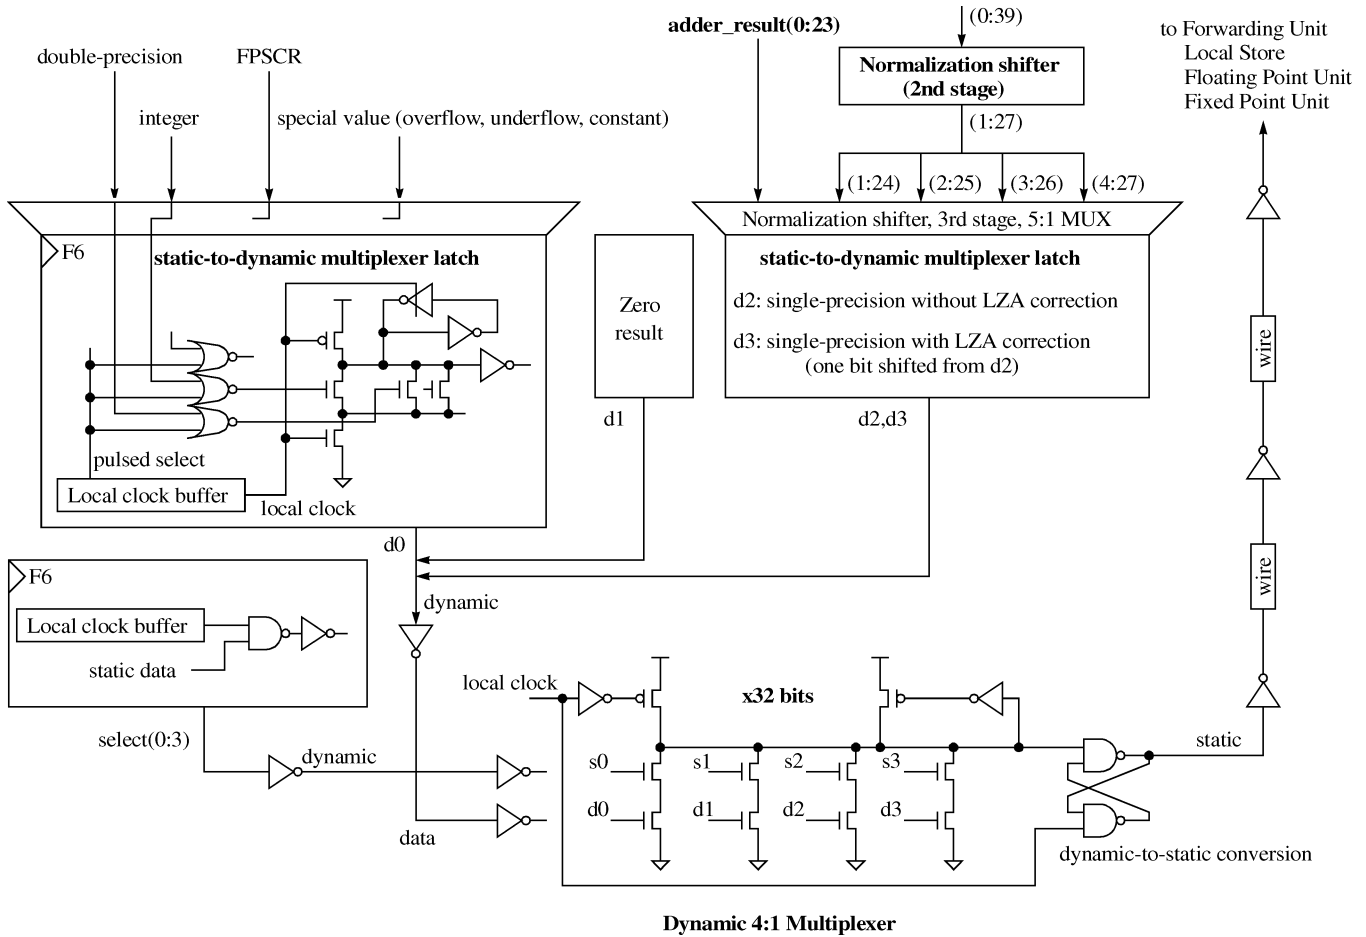 adder_result(0:23)
(0:39)
to Forwarding Unit
Local Store
Floating Point Unit
Fixed Point Unit
double-precision
FPSCR
Normalization shifter
(2nd stage)
integer
special value (overflow, underflow, constant)
(1:27)
(1:24)
(2:25)
(3:26)
(4:27)
Normalization shifter, 3rd stage, 5:1 MUX
F6
static-to-dynamic multiplexer latch
Zero
result
static-to-dynamic multiplexer latch
d2: single-precision without LZA correction
d3: single-precision with LZA correction
(one bit shifted from d2)
wire
d1
d2,d3
pulsed select
Local clock buffer
local clock
d0
F6
wire
dynamic
Local clock buffer
static data
local clock
x32 bits
select(0:3)
dynamic
static
s0
s1
s2
s3
d0
d1
d2
d3
data
dynamic-to-static conversion
Dynamic 4:1 Multiplexer